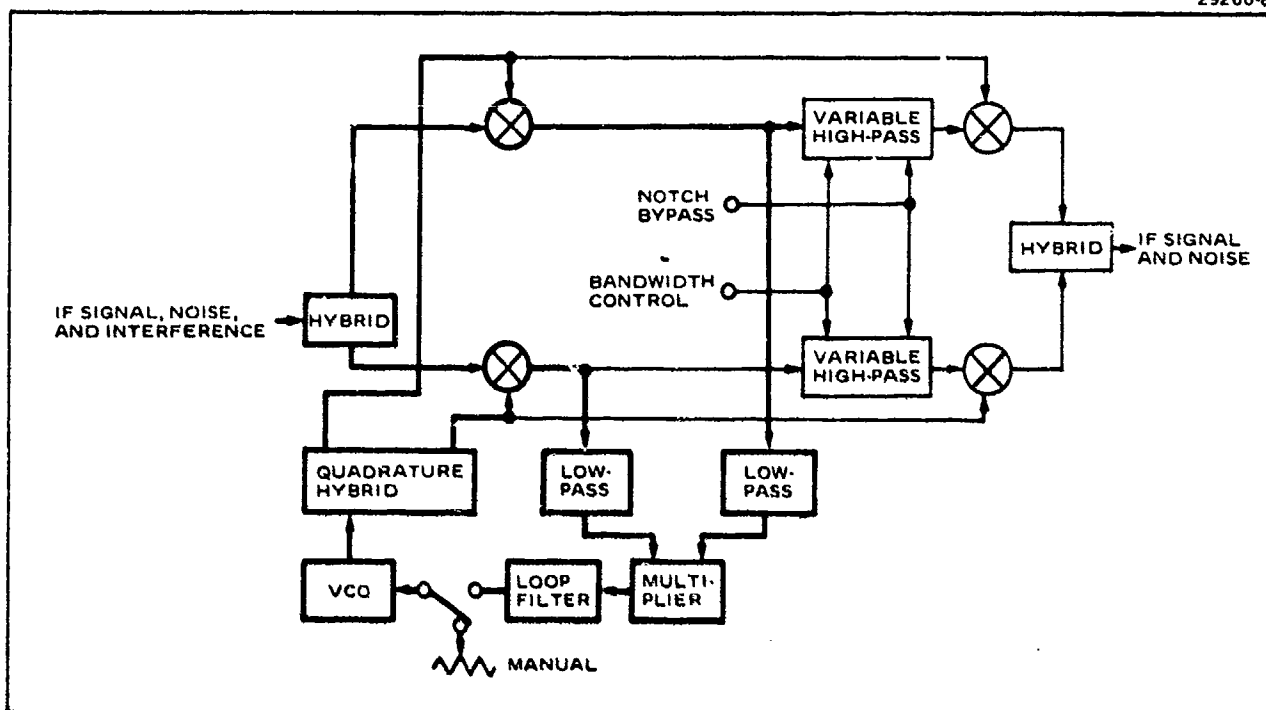 VARIABLE
HIGH-PASS
NOTCH
BYPASS
BANDWIDTH
CONTROL
HYBRID
IF SIGNAL
AND NOISE
IF SIGNAL, NOISE,
AND INTERFERENCE
HYBRID
VARIABLE
HIGH-PASS
QUADRATURE
HYBRID
LOW-
PASS
LOW-
PASS
VCO
LOOP
FILTER
MULTI-
PLIER
MANUAL